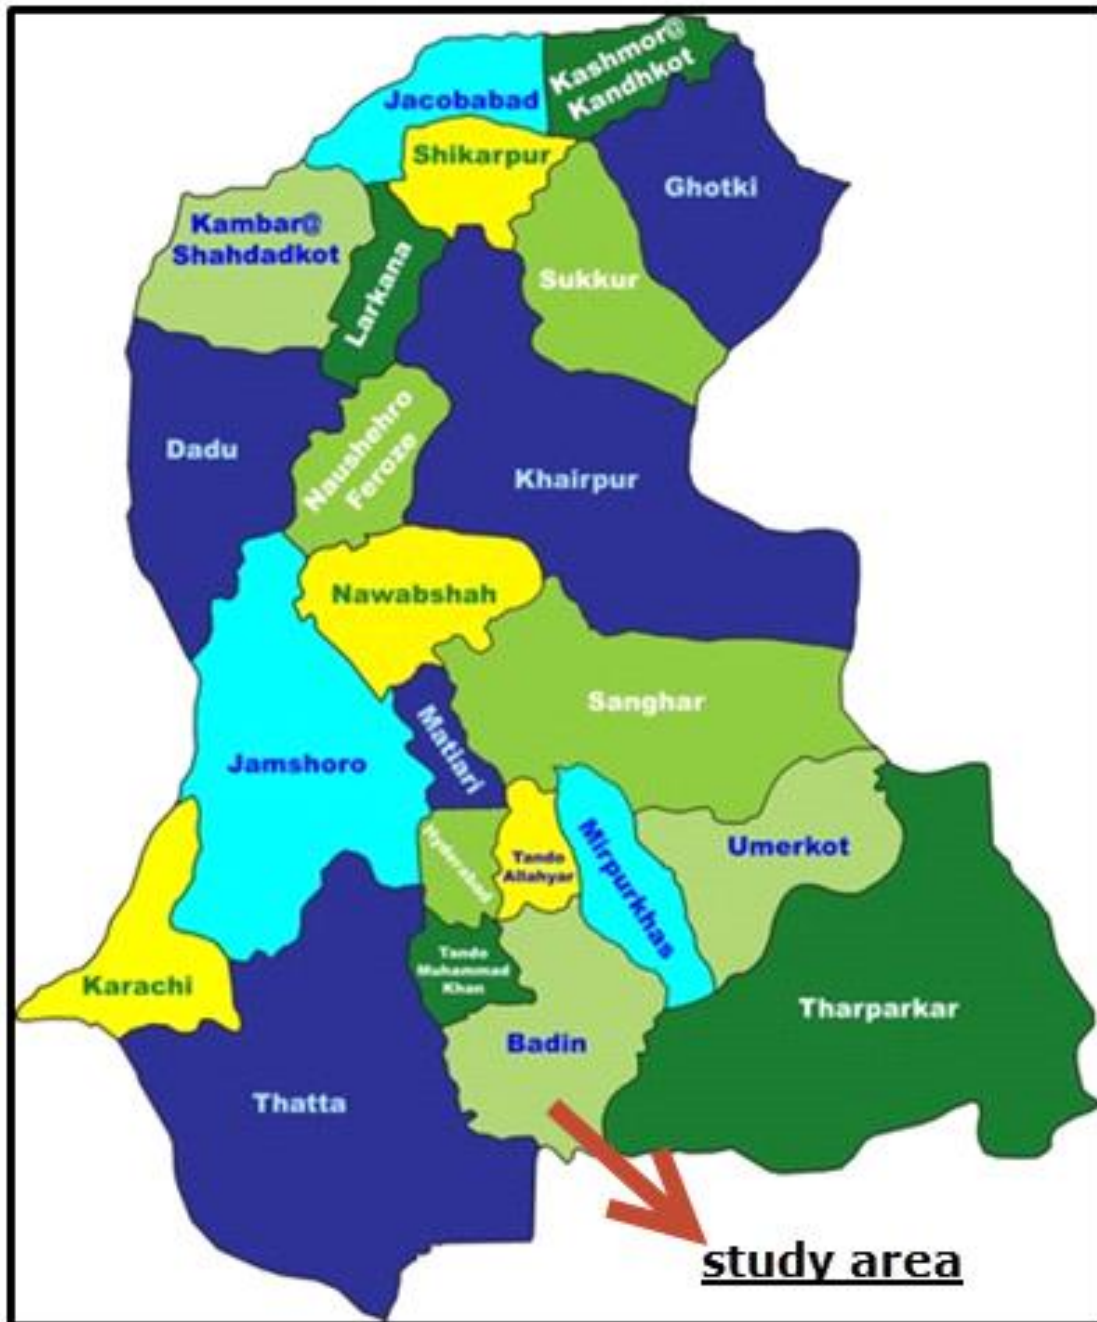 Kashmor@
Kandhkot
Jacobabad
Shikarpur
Ghotki
Kambar@
Shahdadkot
Larkana
Sukkur
Dadu
Naushehro
Feroze
Khairpur
Nawabshah
Sanghar
Matiari
Jamshoro
Hyderabad
Tando
Allahyar
Mirpurkhas
Umerkot
Karachi
Tando
Muhammad
Khan
Tharparkar
Badin
Thatta
study area